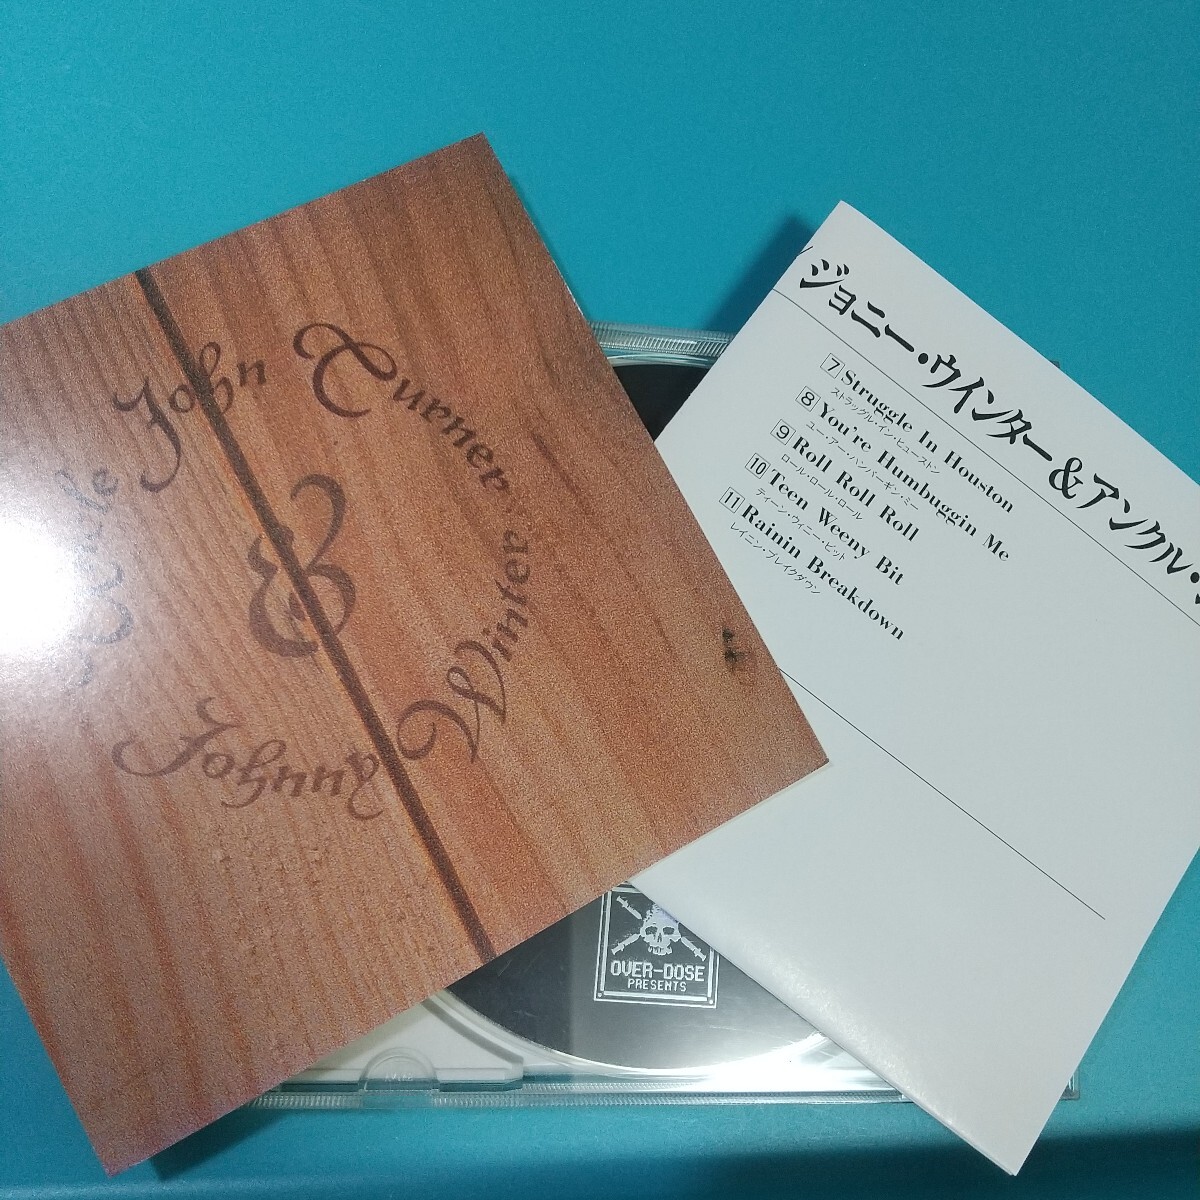 John Turner
&
Johnny Winter
ジョニー・ウインター&アンクル・
7 Struggle In Houston
ストラッグル・イン・ヒューストン
8 You're Humbuggin Me
ユー・アー・ハンバーギン・ミー
9 Roll Roll Roll
ロール・ロール・ロール
10 Teen Weeny Bit
ティーン・ウィニー・ビット
11 Rainin Breakdown
レイニン・ブレイクダウン
OVER-DOSE
PRESENTS